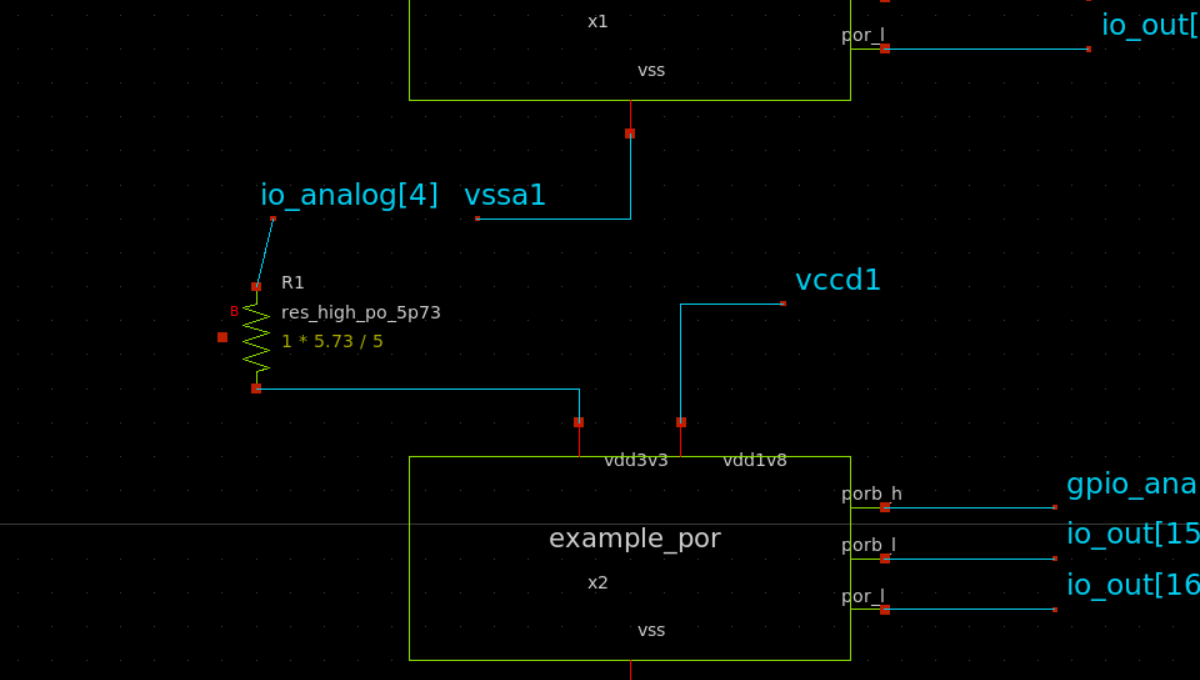 x1
por_l
io_out[
vss
io_analog[4]
vssa1
R1
B
res_high_po_5p73
1 * 5.73 / 5
vccd1
vdd3v3
vdd1v8
porb_h
gpio_ana
example_por
porb_l
io_out[15
x2
por_l
io_out[16
vss